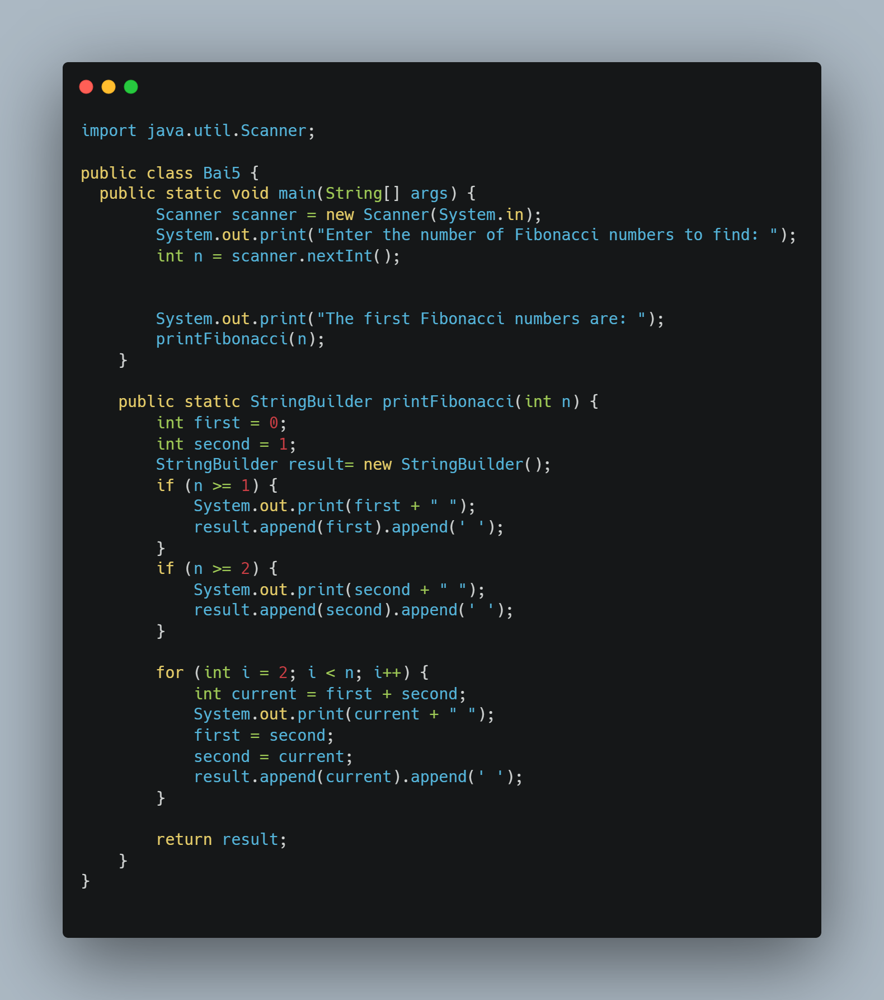 import java.util.Scanner;

public class Bai5 {
  public static void main(String[] args) {
        Scanner scanner = new Scanner(System.in);
        System.out.print("Enter the number of Fibonacci numbers to find: ");
        int n = scanner.nextInt();


        System.out.print("The first Fibonacci numbers are: ");
        printFibonacci(n);
    }

    public static StringBuilder printFibonacci(int n) {
        int first = 0;
        int second = 1;
        StringBuilder result= new StringBuilder();
        if (n >= 1) {
            System.out.print(first + " ");
            result.append(first).append(' ');
        }
        if (n >= 2) {
            System.out.print(second + " ");
            result.append(second).append(' ');
        }

        for (int i = 2; i < n; i++) {
            int current = first + second;
            System.out.print(current + " ");
            first = second;
            second = current;
            result.append(current).append(' ');
        }

        return result;
    }
}